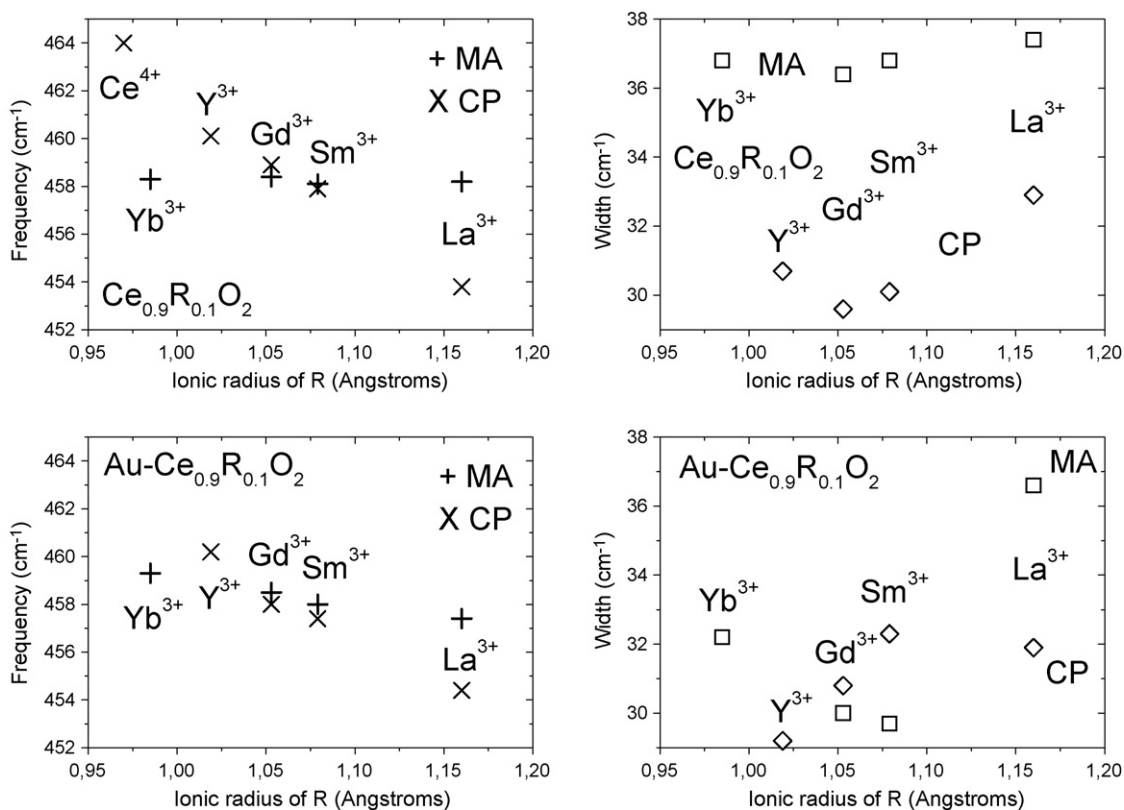 464
462
460
458
456
454
452
Frequency (cm⁻¹)
+ MA
X CP
Ce⁴⁺
Y³⁺
Gd³⁺
Sm³⁺
Yb³⁺
La³⁺
Ce₀.₉R₀.₁O₂
0,95 1,00 1,05 1,10 1,15 1,20
Ionic radius of R (Angstroms)
38
36
34
32
30
Width (cm⁻¹)
MA
Yb³⁺
La³⁺
Ce₀.₉R₀.₁O₂
Sm³⁺
Gd³⁺
Y³⁺
CP
0,95 1,00 1,05 1,10 1,15 1,20
Ionic radius of R (Angstroms)
464
462
460
458
456
454
452
Frequency (cm⁻¹)
Au-Ce₀.₉R₀.₁O₂
+ MA
X CP
Gd³⁺
Sm³⁺
Y³⁺
Yb³⁺
La³⁺
0,95 1,00 1,05 1,10 1,15 1,20
Ionic radius of R (Angstroms)
38
36
34
32
30
Width (cm⁻¹)
Au-Ce₀.₉R₀.₁O₂
MA
La³⁺
Yb³⁺
Sm³⁺
Gd³⁺
CP
Y³⁺
0,95 1,00 1,05 1,10 1,15 1,20
Ionic radius of R (Angstroms)